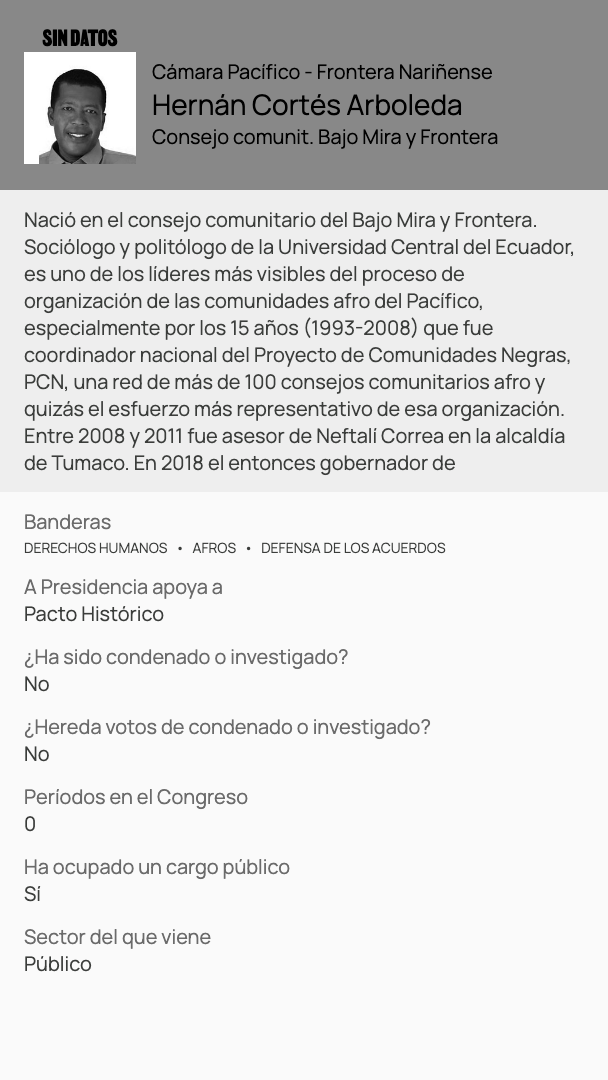 SIN DATOS
Cámara Pacífico - Frontera Nariñense
Hernán Cortés Arboleda
Consejo comunit. Bajo Mira y Frontera
Nació en el consejo comunitario del Bajo Mira y Frontera.
Sociólogo y politólogo de la Universidad Central del Ecuador,
es uno de los líderes más visibles del proceso de
organización de las comunidades afro del Pacífico,
especialmente por los 15 años (1993-2008) que fue
coordinador nacional del Proyecto de Comunidades Negras,
PCN, una red de más de 100 consejos comunitarios afro y
quizás el esfuerzo más representativo de esa organización.
Entre 2008 y 2011 fue asesor de Neftalí Correa en la alcaldía
de Tumaco. En 2018 el entonces gobernador de
Banderas
DERECHOS HUMANOS • AFROS • DEFENSA DE LOS ACUERDOS
A Presidencia apoya a
Pacto Histórico
¿Ha sido condenado o investigado?
No
¿Hereda votos de condenado o investigado?
No
Períodos en el Congreso
0
Ha ocupado un cargo público
Sí
Sector del que viene
Público